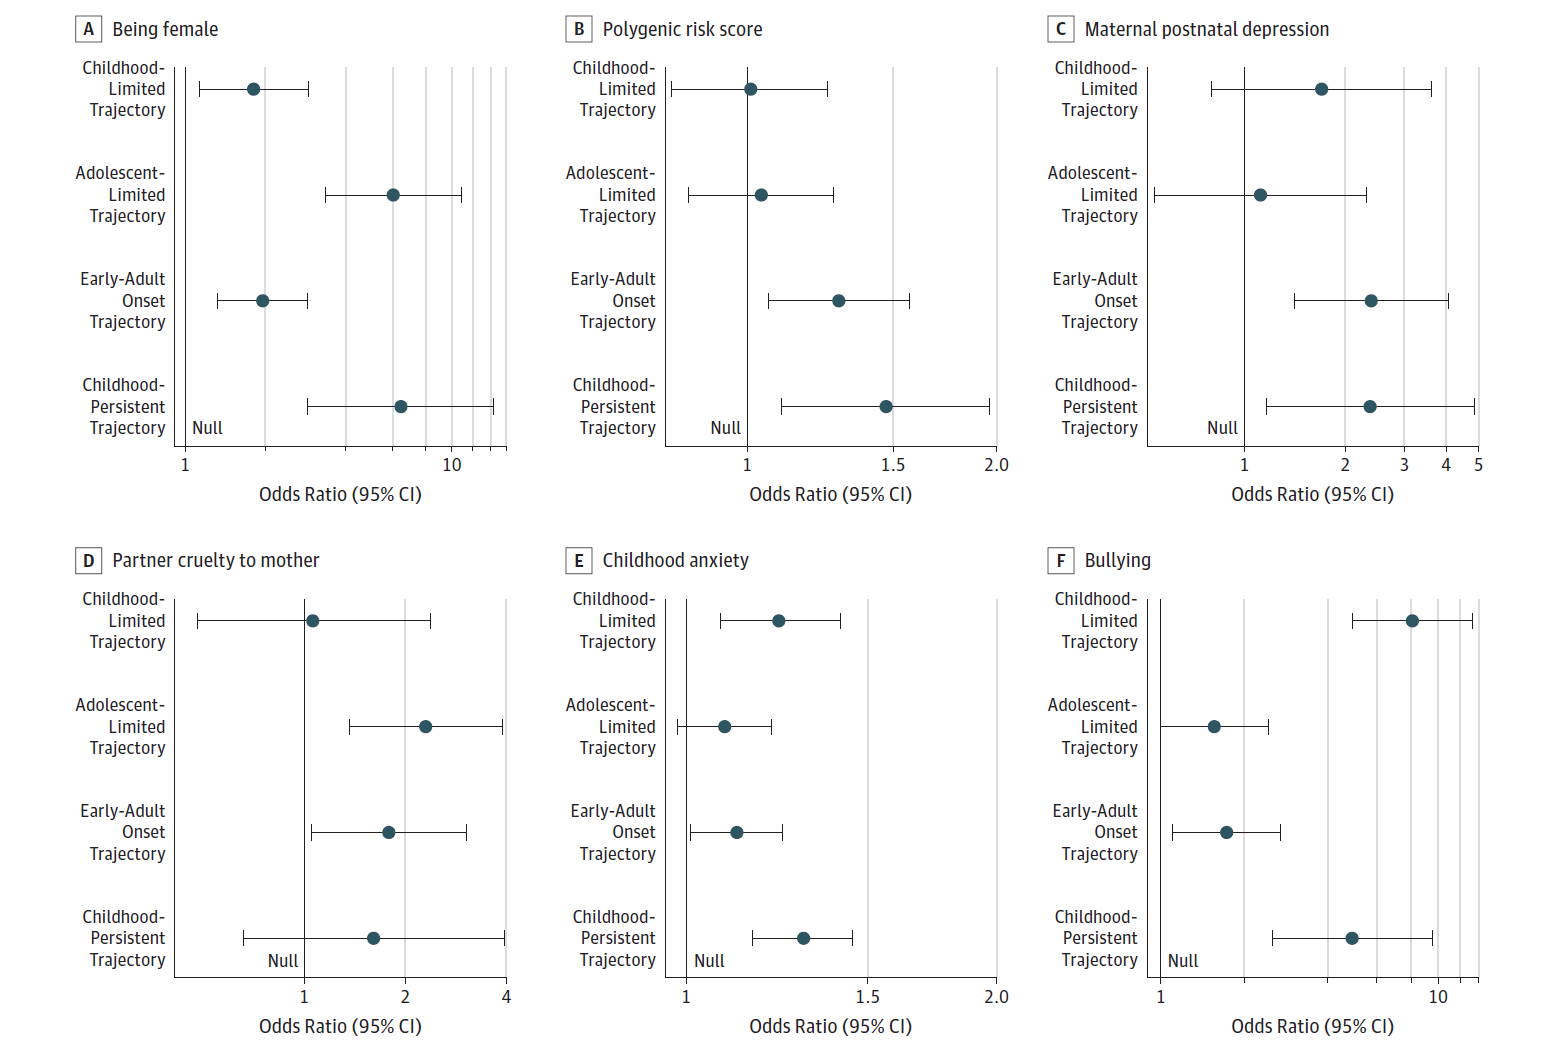 A Being female
Childhood-
Limited
Trajectory
Adolescent-
Limited
Trajectory
Early-Adult
Onset
Trajectory
Childhood-
Persistent
Trajectory
Null
1 10
Odds Ratio (95% CI)
B Polygenic risk score
Childhood-
Limited
Trajectory
Adolescent-
Limited
Trajectory
Early-Adult
Onset
Trajectory
Childhood-
Persistent
Trajectory
Null
1 1.5 2.0
Odds Ratio (95% CI)
C Maternal postnatal depression
Childhood-
Limited
Trajectory
Adolescent-
Limited
Trajectory
Early-Adult
Onset
Trajectory
Childhood-
Persistent
Trajectory
Null
1 2 3 4 5
Odds Ratio (95% CI)
D Partner cruelty to mother
Childhood-
Limited
Trajectory
Adolescent-
Limited
Trajectory
Early-Adult
Onset
Trajectory
Childhood-
Persistent
Trajectory
Null
1 2 4
Odds Ratio (95% CI)
E Childhood anxiety
Childhood-
Limited
Trajectory
Adolescent-
Limited
Trajectory
Early-Adult
Onset
Trajectory
Childhood-
Persistent
Trajectory
Null
1 1.5 2.0
Odds Ratio (95% CI)
F Bullying
Childhood-
Limited
Trajectory
Adolescent-
Limited
Trajectory
Early-Adult
Onset
Trajectory
Childhood-
Persistent
Trajectory
Null
1 10
Odds Ratio (95% CI)